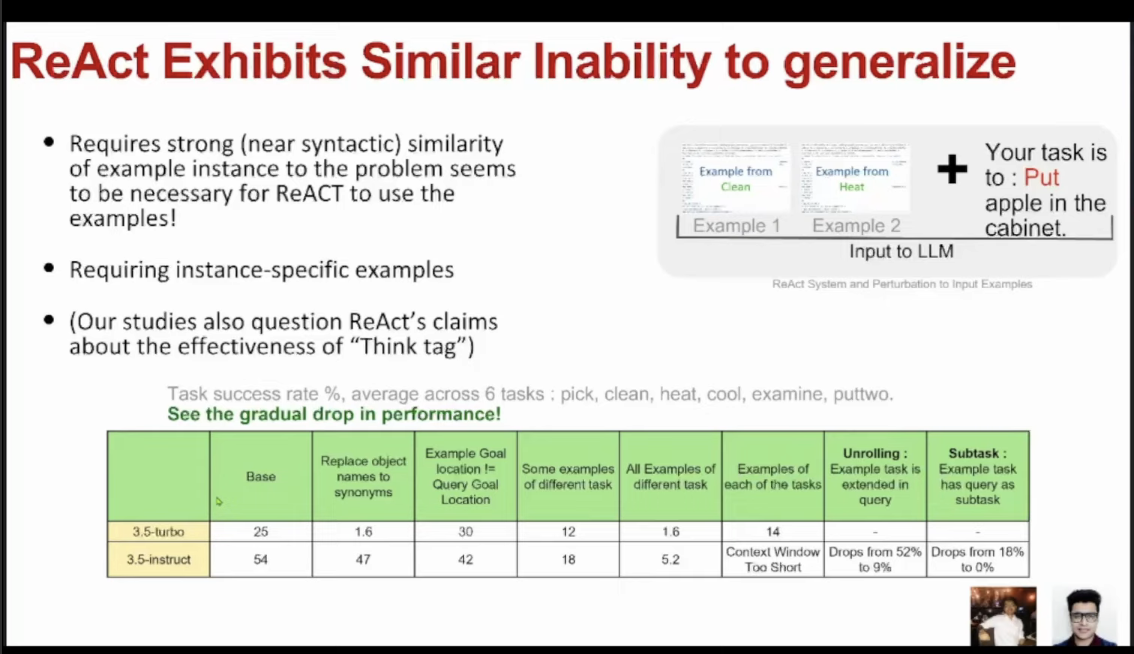 ReAct Exhibits Similar Inability to generalize
• Requires strong (near syntactic) similarity
of example instance to the problem seems
to be necessary for ReACT to use the
examples!
• Requiring instance-specific examples
• (Our studies also question ReAct's claims
about the effectiveness of "Think tag")
Example from
Clean
Example 1
Example from
Heat
Example 2
+
Your task is
to : Put
apple in the
cabinet.
Input to LLM
ReAct System and Perturbation to Input Examples
Task success rate %, average across 6 tasks : pick, clean, heat, cool, examine, puttwo.
See the gradual drop in performance!
Base
Replace object
names to
synonyms
Example Goal
location !=
Query Goal
Location
Some examples
of different task
All Examples of
different task
Examples of
each of the tasks
Unrolling :
Example task is
extended in
query
Subtask :
Example task
has query as
subtask
3.5-turbo 25 1.6 30 12 1.6 14 - -
3.5-instruct 54 47 42 18 5.2
Context Window
Too Short
Drops from 52%
to 9%
Drops from 18%
to 0%